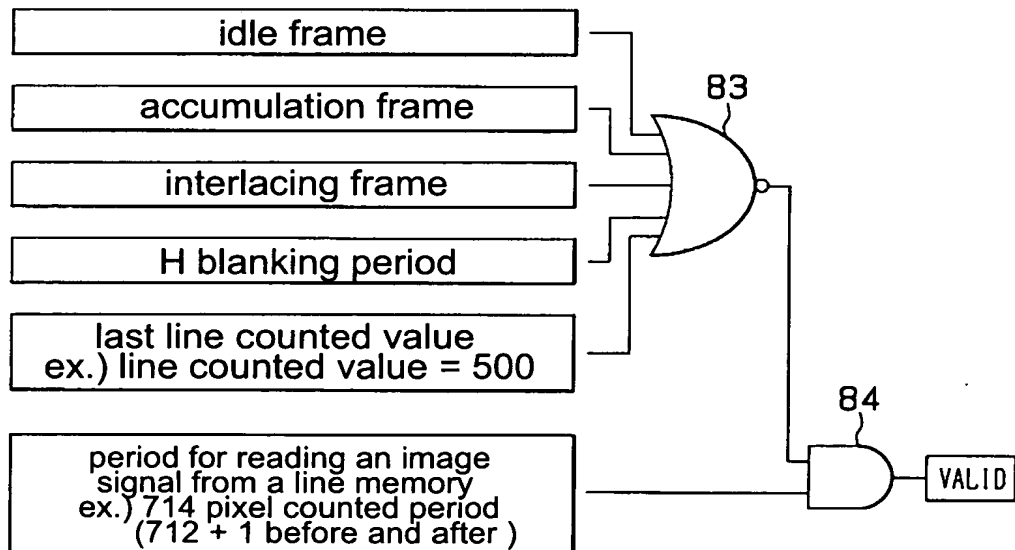 idle frame
accumulation frame
interlacing frame
H blanking period
last line counted value
ex.) line counted value = 500
period for reading an image
signal from a line memory
ex.) 714 pixel counted period
(712 + 1 before and after )
83
84
VALID